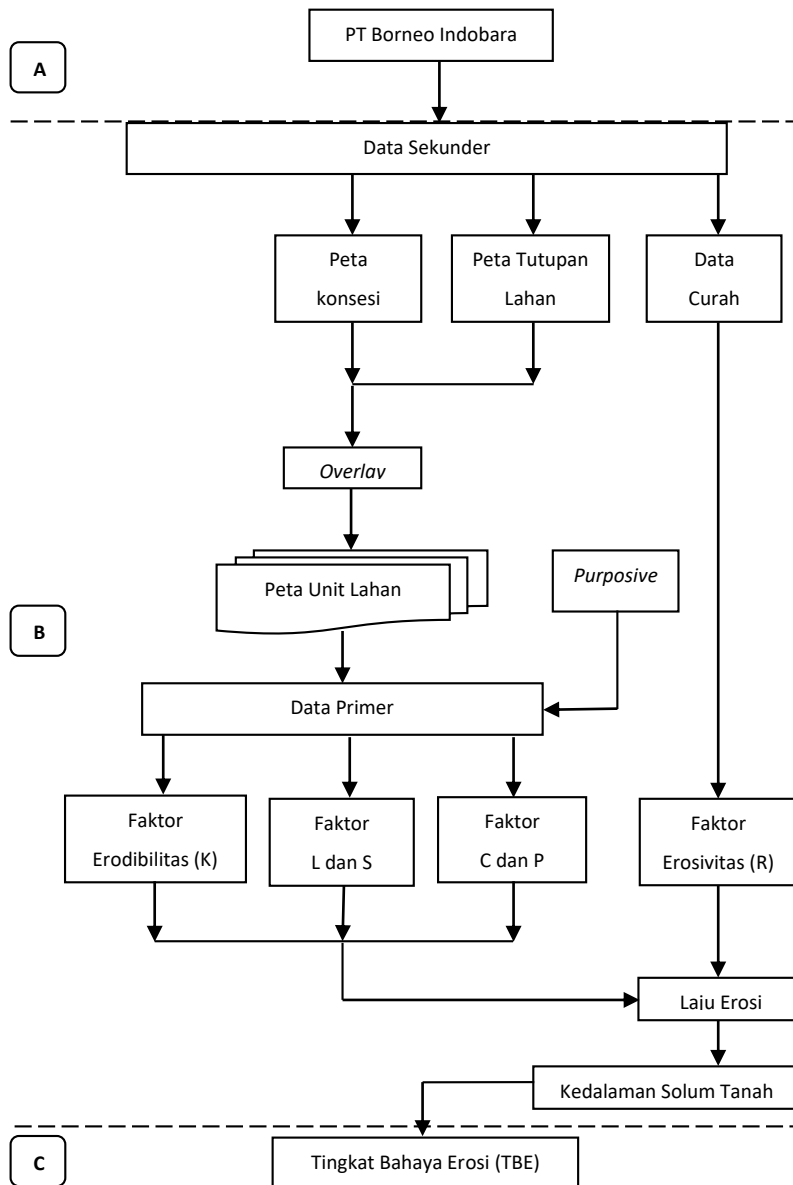 PT Borneo Indobara
A
Data Sekunder
Peta
konsesi
Peta Tutupan
Lahan
Data
Curah
Overlay
Peta Unit Lahan
Purposive
B
Data Primer
Faktor
Erodibilitas (K)
Faktor
L dan S
Faktor
C dan P
Faktor
Erosivitas (R)
Laju Erosi
Kedalaman Solum Tanah
C
Tingkat Bahaya Erosi (TBE)